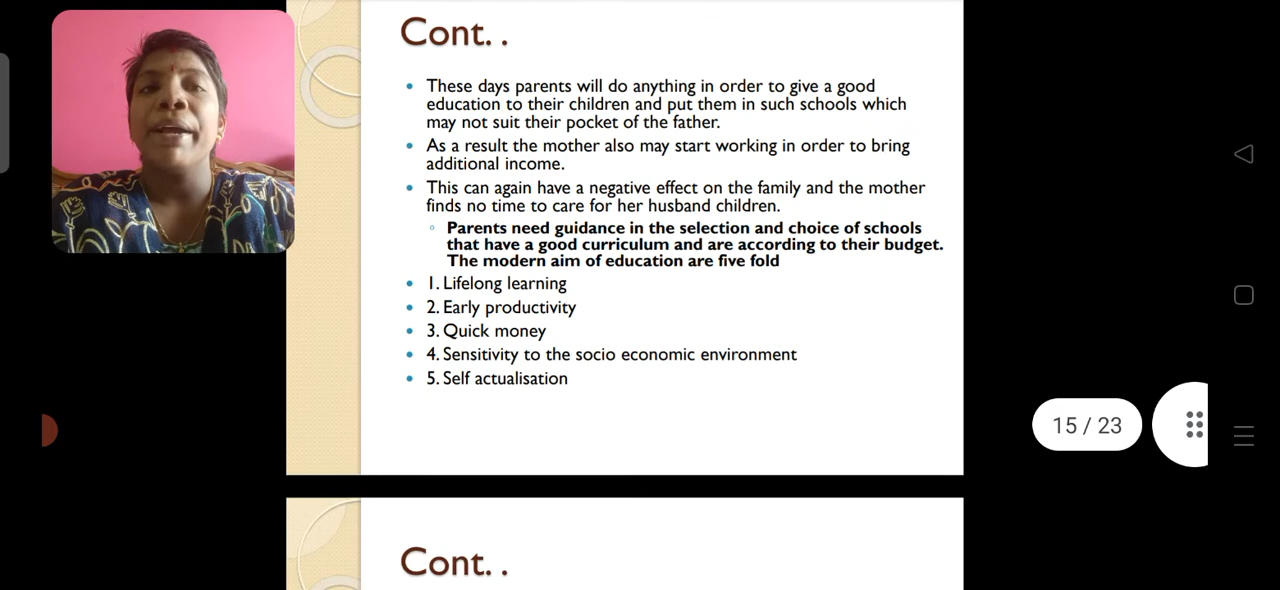 Cont. .
These days parents will do anything in order to give a good
education to their children and put them in such schools which
may not suit their pocket of the father.
As a result the mother also may start working in order to bring
additional income.
This can again have a negative effect on the family and the mother
finds no time to care for her husband children.
Parents need guidance in the selection and choice of schools
that have a good curriculum and are according to their budget.
The modern aim of education are five fold
1. Lifelong learning
2. Early productivity
3. Quick money
4. Sensitivity to the socio economic environment
5. Self actualisation
15 / 23
Cont. .